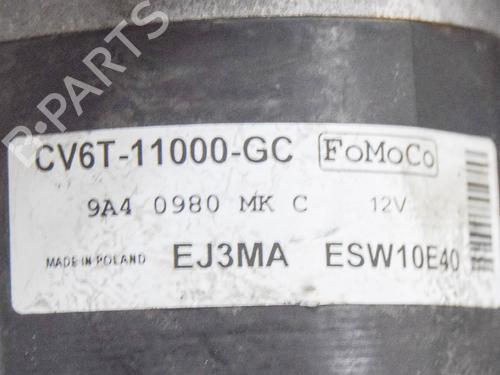 B-PARTS
CV6T-11000-GC FoMoCo
9A4 0980 MK C 12V
MADE IN POLAND EJ3MA ESW10E40